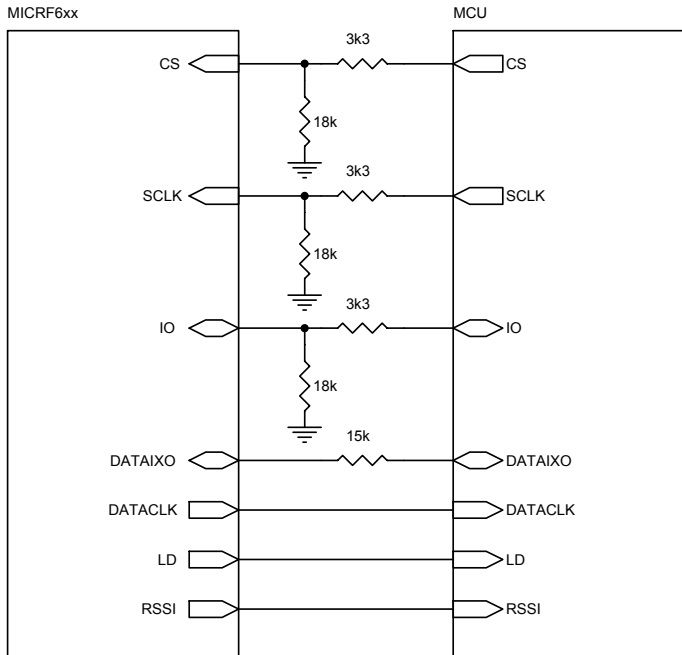 MICRF6xx MCU
3k3
CS CS
18k
3k3
SCLK SCLK
18k
3k3
IO IO
18k
15k
DATAIXO DATAIXO
DATACLK DATACLK
LD LD
RSSI RSSI